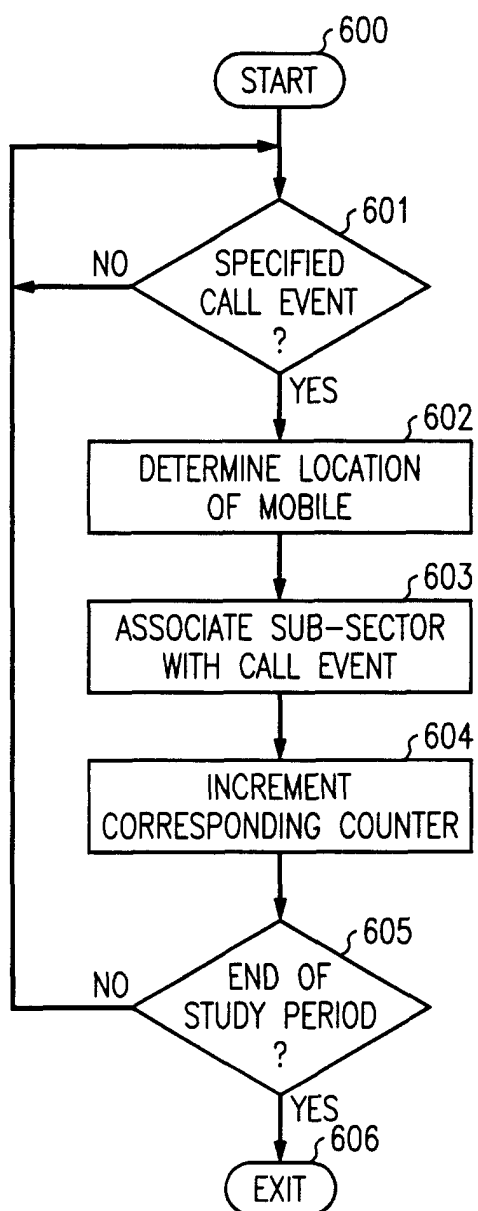 600
START
601
NO
SPECIFIED
CALL EVENT
?
YES
602
DETERMINE LOCATION
OF MOBILE
603
ASSOCIATE SUB-SECTOR
WITH CALL EVENT
604
INCREMENT
CORRESPONDING COUNTER
605
NO
END OF
STUDY PERIOD
?
YES
606
EXIT